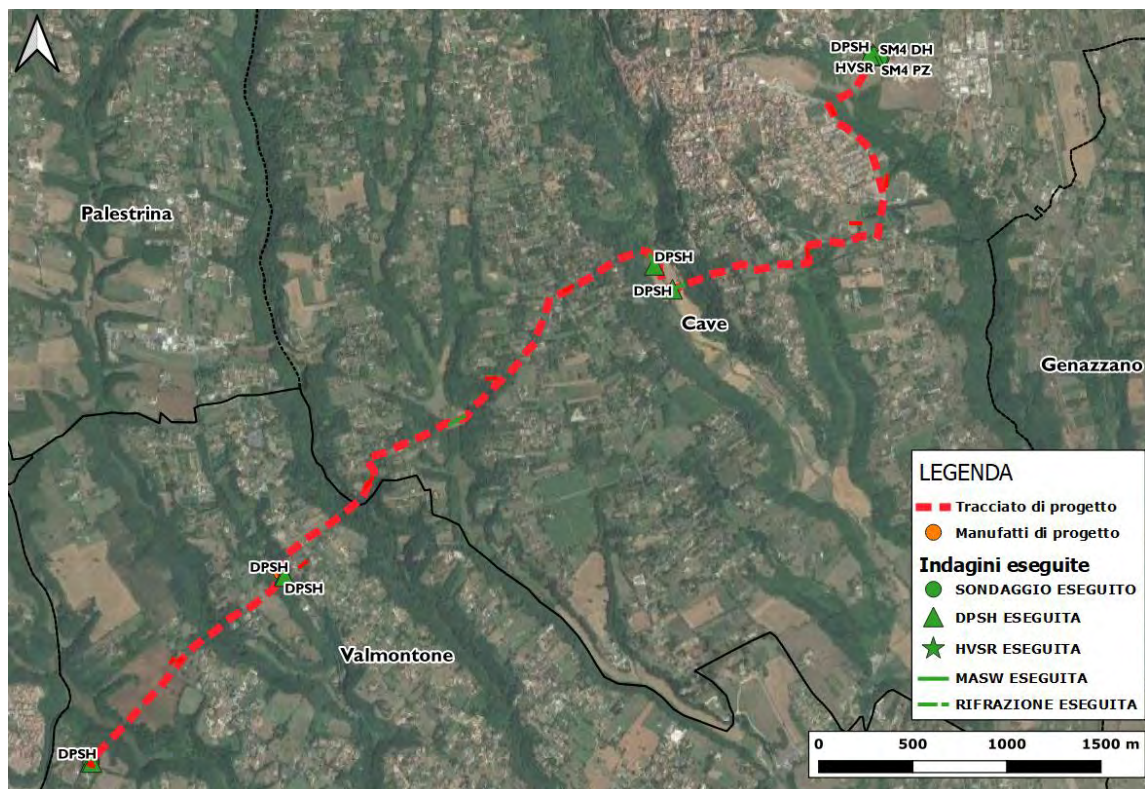 DPSH SM4 DH
HVSR SM4 PZ
Palestrina
DPSH
DPSH
Cave
Genazzano
DPSH
DPSH
Valmontone
DPSH
LEGENDA
Tracciato di progetto
Manufatti di progetto
Indagini eseguite
SONDAGGIO ESEGUITO
DPSH ESEGUITA
HVSR ESEGUITA
MASW ESEGUITA
RIFRAZIONE ESEGUITA
0 500 1000 1500 m